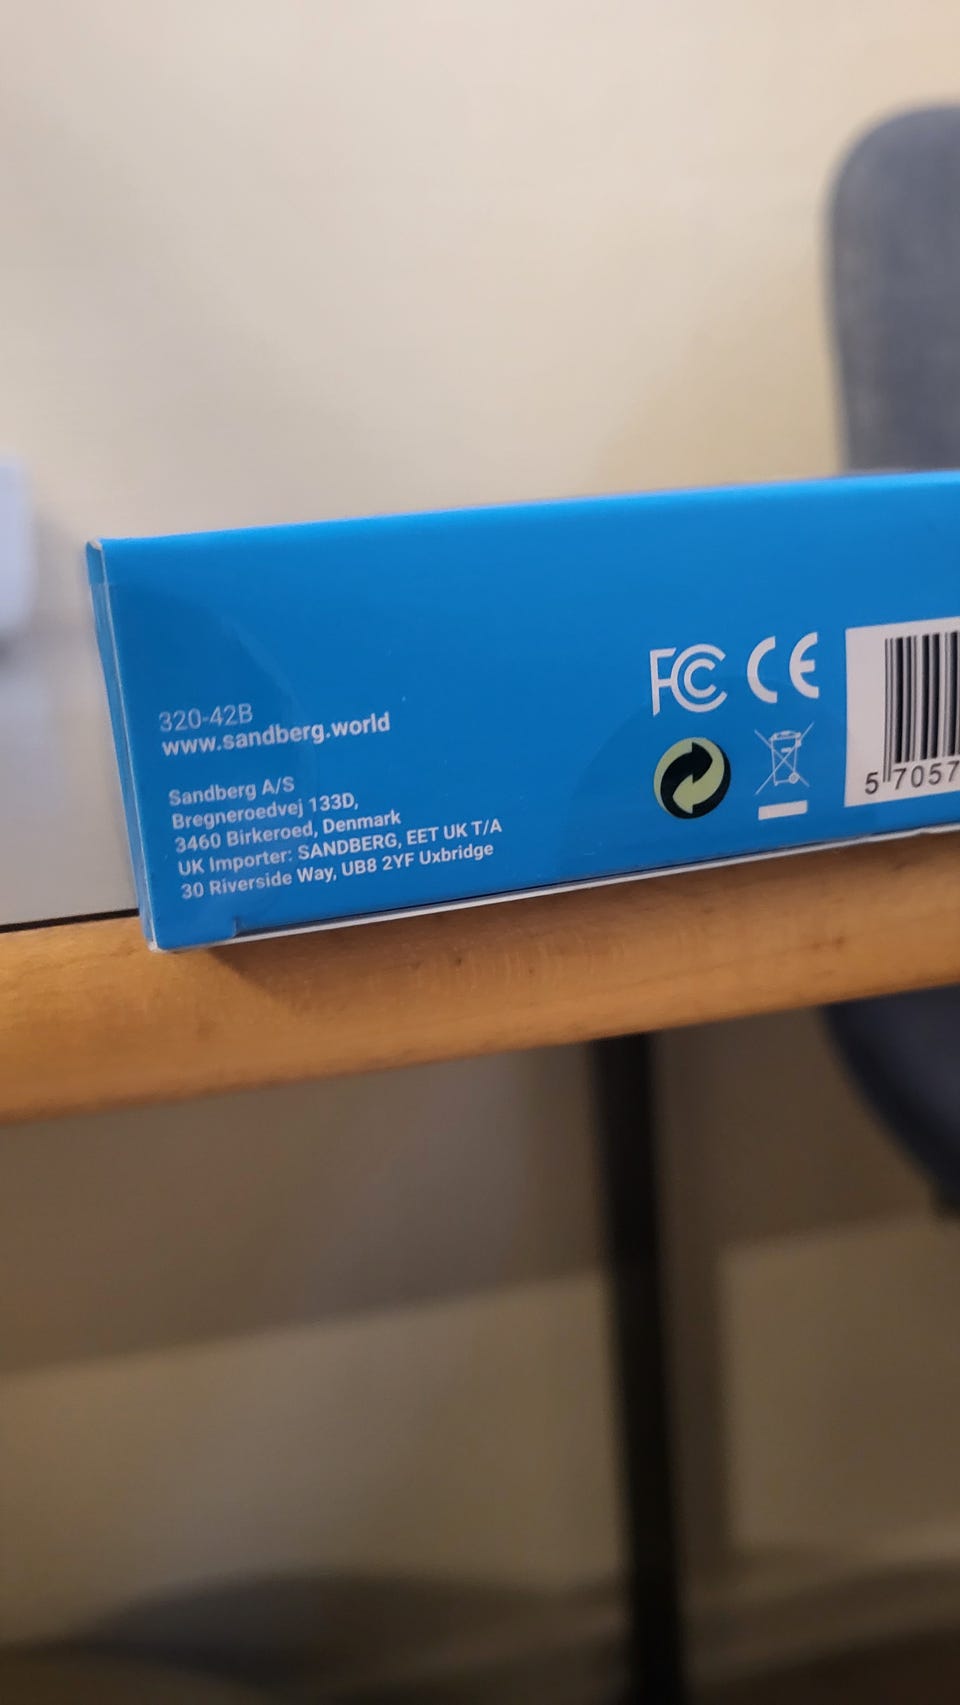 320-42B
www.sandberg.world
Sandberg A/S
Bregneroedvej 133D,
3460 Birkeroed, Denmark
UK Importer: SANDBERG, EET UK T/A
30 Riverside Way, UB8 2YF Uxbridge
FC CE
5 7057